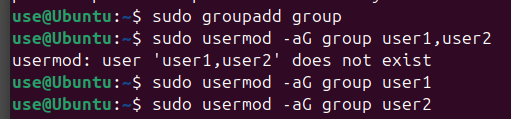 use@Ubuntu:~$ sudo groupadd group
use@Ubuntu:~$ sudo usermod -aG group user1,user2
usermod: user 'user1,user2' does not exist
use@Ubuntu:~$ sudo usermod -aG group user1
use@Ubuntu:~$ sudo usermod -aG group user2